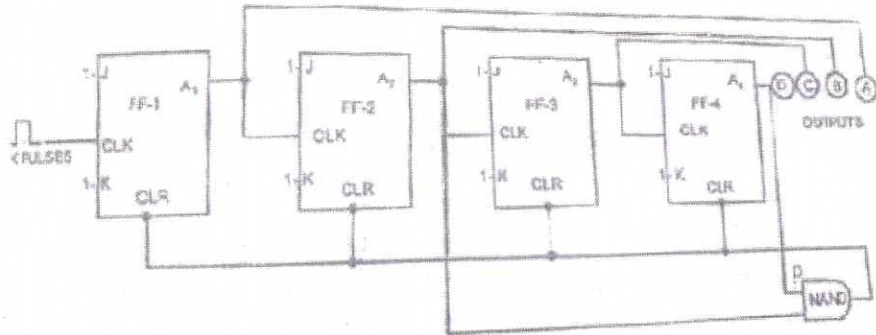 1- J A₁
FF-1
CLK
PULSES
1- K
CLR
1- J A₂
FF-2
CLK
1- K
CLR
1- J A₃
FF-3
CLK
1- K
CLR
1- J A₄
FF-4
CLK
1- K
CLR
D C B A
OUTPUTS
D
NAND